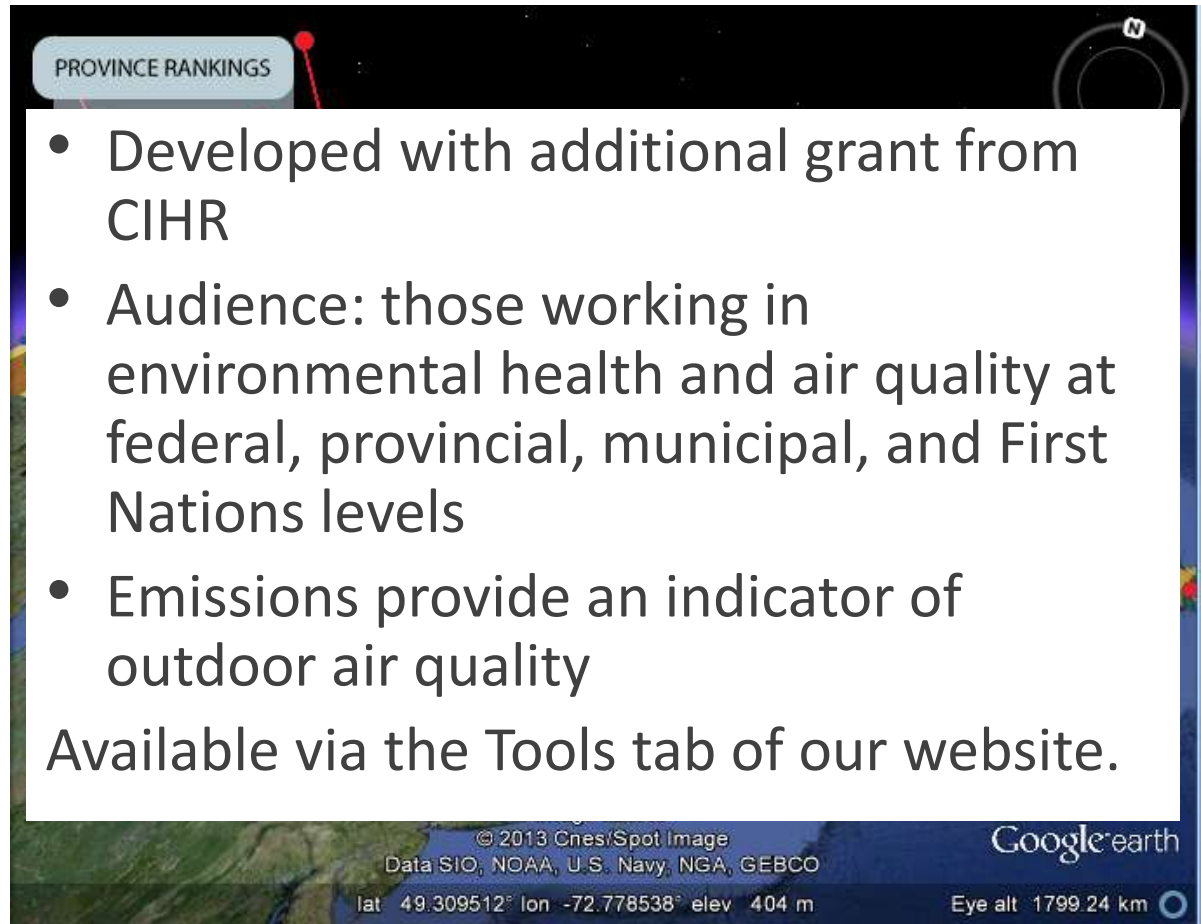 N
PROVINCE RANKINGS
• Developed with additional grant from
CIHR
• Audience: those working in
environmental health and air quality at
federal, provincial, municipal, and First
Nations levels
• Emissions provide an indicator of
outdoor air quality
Available via the Tools tab of our website.
© 2013 Cnes/Spot Image
Data SIO, NOAA, U.S. Navy, NGA, GEBCO
Google earth
lat 49.309512° lon -72.778538° elev 404 m
Eye alt 1799.24 km